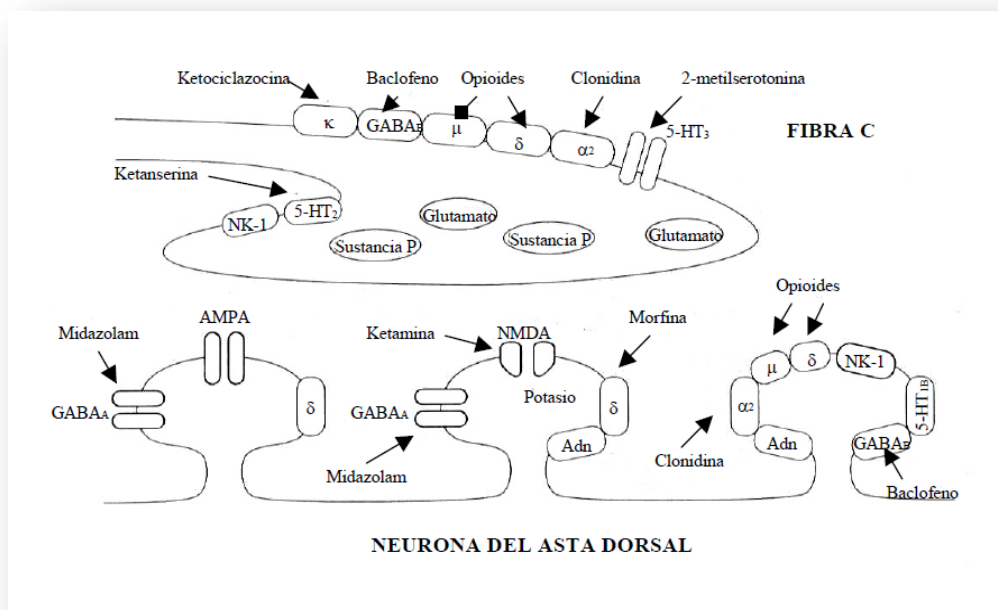 Ketociclazocina
Baclofeno
Opioides
Clonidina
2-metilserotonina
κ
GABAB
μ
δ
α2
5-HT3
FIBRA C
Ketanserina
NK-1
5-HT2
Sustancia P
Glutamato
Sustancia P
Glutamato
Midazolam
AMPA
GABAA
δ
Ketamina
NMDA
Potasio
GABAA
Midazolam
Morfina
δ
Adn
Opioides
μ
δ
NK-1
α2
5-HT1B
Clonidina
Adn
GABAB
Baclofeno
NEURONA DEL ASTA DORSAL